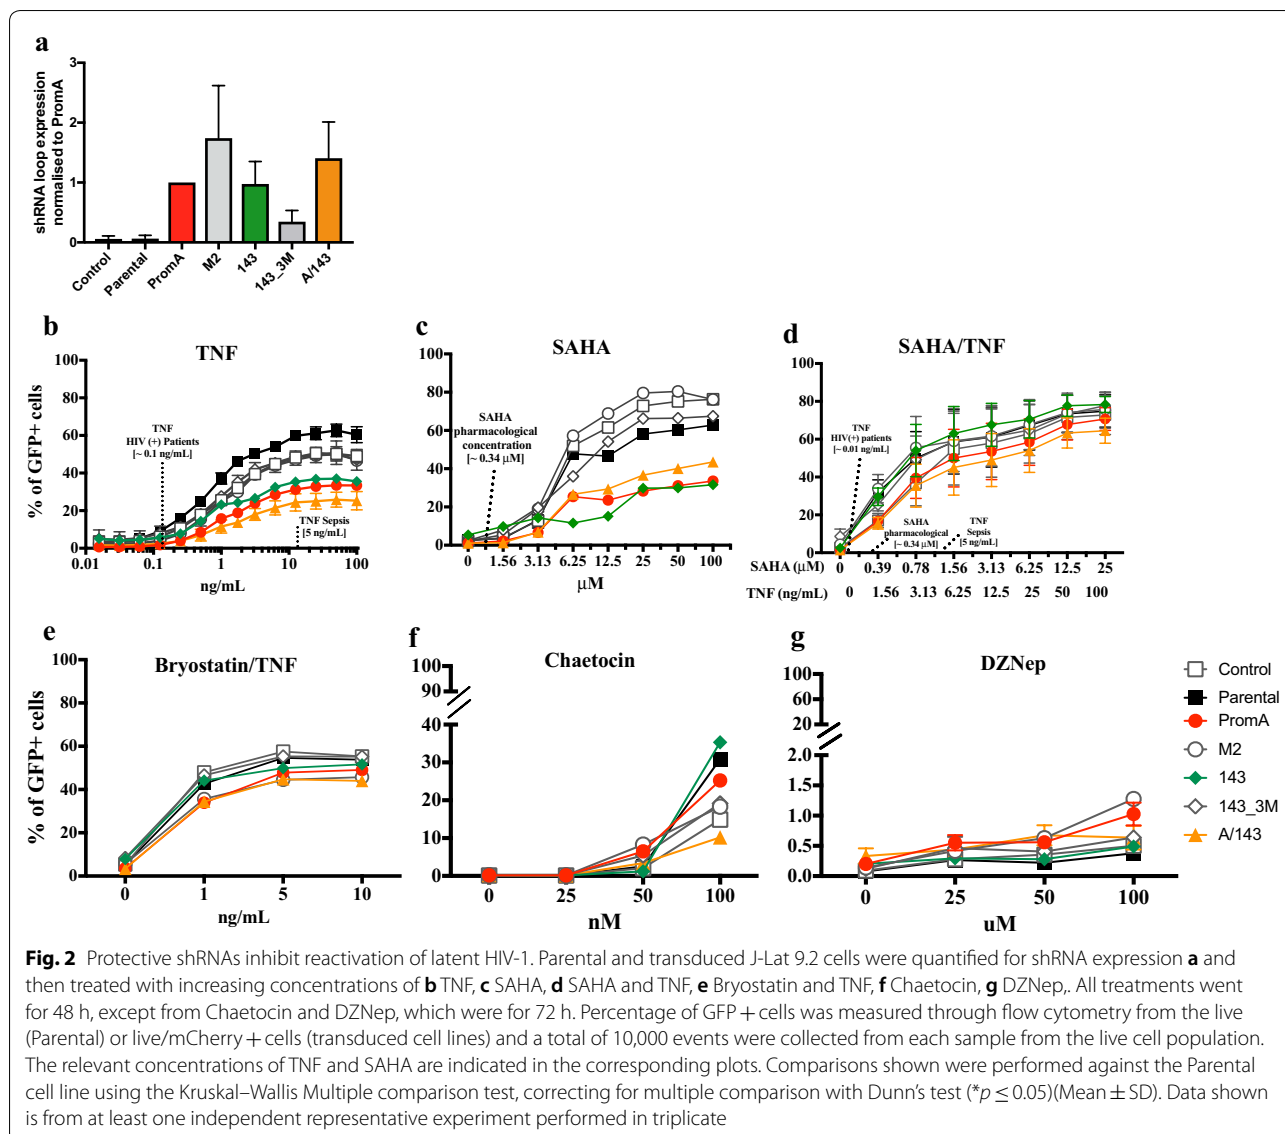 a
shRNA loop expression
normalised to PromA
3
2
1
0
Control
Parental
PromA
M2
143
143_3M
A/143
b
TNF
% of GFP+ cells
100
80
60
40
20
0
TNF
HIV (+) Patients
[~ 0.1 ng/mL]
TNF Sepsis
[5 ng/mL]
0.01 0.1 1 10 100
ng/mL
c
SAHA
100
80
60
40
20
0
SAHA
pharmacological
concentration
[~ 0.34 µM]
0 1.56 3.13 6.25 12.5 25 50 100
µM
d
SAHA/TNF
100
80
60
40
20
0
TNF
HIV(+) patients
[~ 0.01 ng/mL]
SAHA
pharmacological
[~ 0.34 µM]
TNF
Sepsis
[5 ng/mL]
SAHA (µM) 0 0.39 0.78 1.56 3.13 6.25 12.5 25
TNF (ng/mL) 0 1.56 3.13 6.25 12.5 25 50 100
e
Bryostatin/TNF
% of GFP+ cells
100
80
60
40
20
0
0 1 5 10
ng/mL
f
Chaetocin
100
90
40
30
20
10
0
0 25 50 100
nM
g
DZNep
100
80
60
40
20
2.0
1.5
1.0
0.5
0.0
0 25 50 100
uM
Control
Parental
PromA
M2
143
143_3M
A/143
Fig. 2 Protective shRNAs inhibit reactivation of latent HIV-1. Parental and transduced J-Lat 9.2 cells were quantified for shRNA expression a and
then treated with increasing concentrations of b TNF, c SAHA, d SAHA and TNF, e Bryostatin and TNF, f Chaetocin, g DZNep,. All treatments went
for 48 h, except from Chaetocin and DZNep, which were for 72 h. Percentage of GFP + cells was measured through flow cytometry from the live
(Parental) or live/mCherry + cells (transduced cell lines) and a total of 10,000 events were collected from each sample from the live cell population.
The relevant concentrations of TNF and SAHA are indicated in the corresponding plots. Comparisons shown were performed against the Parental
cell line using the Kruskal–Wallis Multiple comparison test, correcting for multiple comparison with Dunn's test (*p ≤ 0.05)(Mean ± SD). Data shown
is from at least one independent representative experiment performed in triplicate